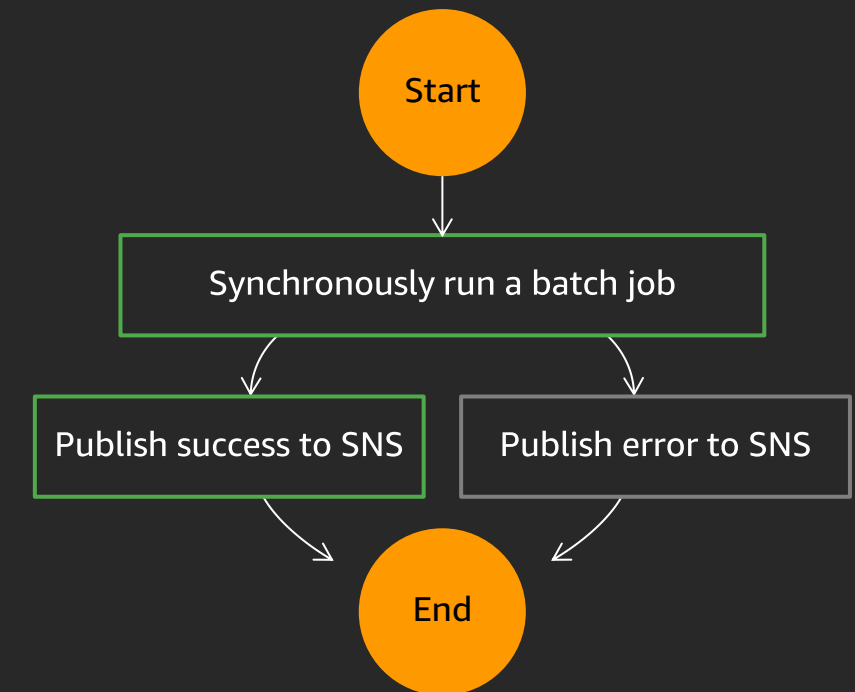 Start
Synchronously run a batch job
Publish success to SNS
Publish error to SNS
End